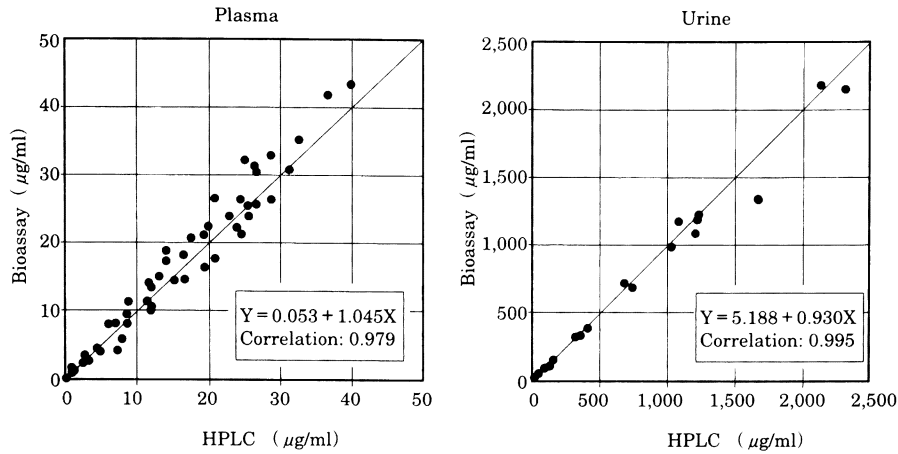 Plasma
50
40
30
20
10
0
Bioassay ( μg/ml)
Y = 0.053 + 1.045X
Correlation: 0.979
0 10 20 30 40 50
HPLC ( μg/ml)
Urine
2,500
2,000
1,500
1,000
500
0
Bioassay ( μg/ml)
Y = 5.188 + 0.930X
Correlation: 0.995
0 500 1,000 1,500 2,000 2,500
HPLC ( μg/ml)